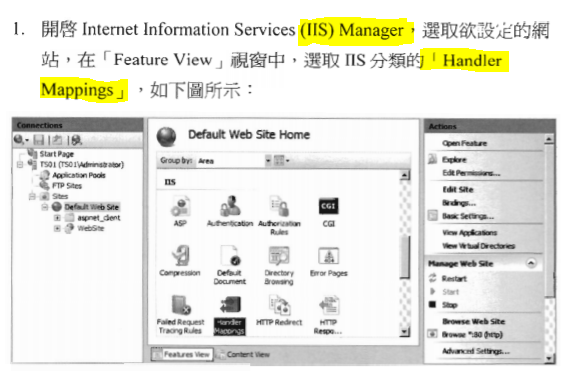 1. 開啓 Internet Information Services (IIS) Manager，選取欲設定的網
站，在「Feature View」視窗中，選取 IIS 分類的「Handler
Mappings」，如下圖所示：
Connections
Start Page
TS01 (TS01\Administrator)
Application Pools
FTP Sites
Sites
Default Web Site
aspnet_client
WebSite
Default Web Site Home
Group by: Area
IIS
ASP
Authentication
Authorization
Rules
CGI
CGI
Compression
Default
Document
Directory
Browsing
Error Pages
Failed Request
Tracing Rules
Handler
Mappings
HTTP Redirect
HTTP
Respo...
Features View
Content View
Actions
Open Feature
Explore
Edit Permissions...
Edit Site
Bindings...
Basic Settings...
View Applications
View Virtual Directories
Manage Web Site
Restart
Start
Stop
Browse Web Site
Browse *:80 (http)
Advanced Settings...